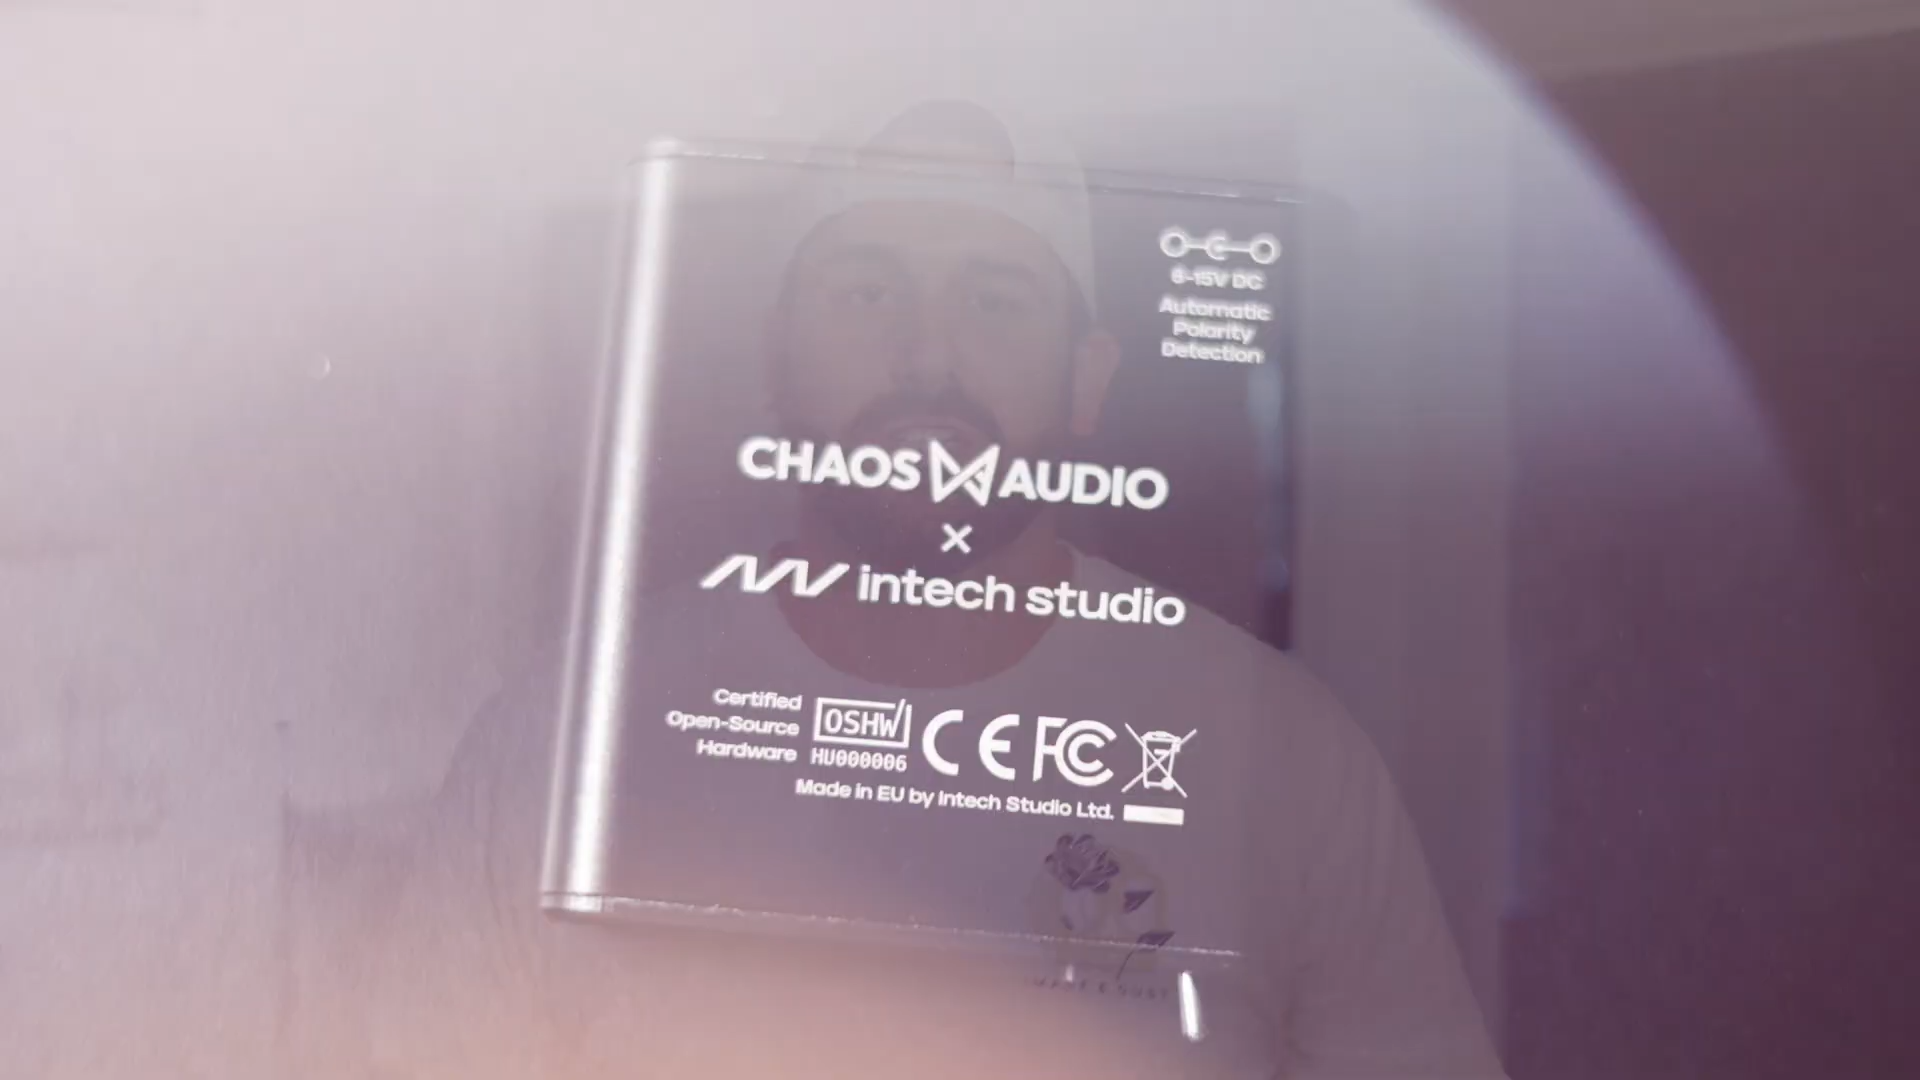 6-15V DC
Automatic
Polarity
Detection
CHAOS AUDIO
×
intech studio
Certified
Open-Source
Hardware
OSHW
HU000006
CE FC
Made in EU by Intech Studio Ltd.